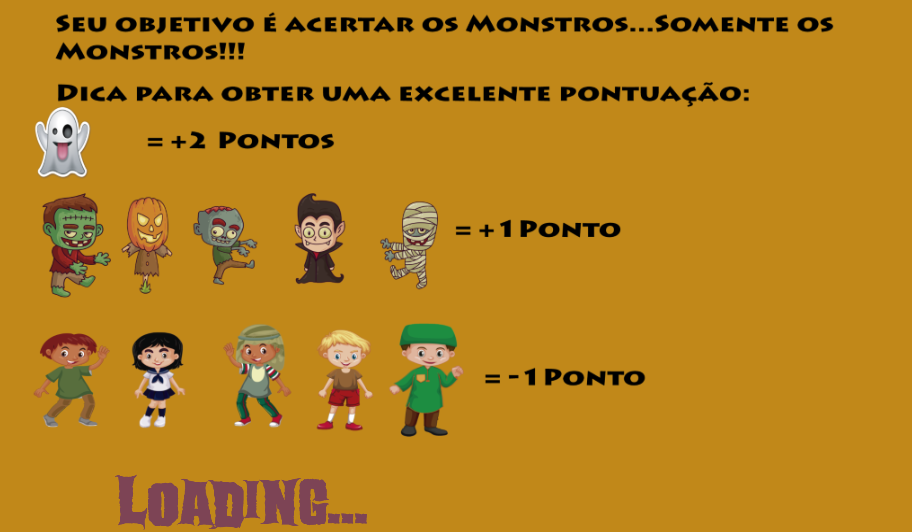 Seu objetivo é acertar os Monstros...Somente os
Monstros!!!
Dica para obter uma excelente pontuação:
= +2 Pontos
= +1 Ponto
= -1 Ponto
Loading...